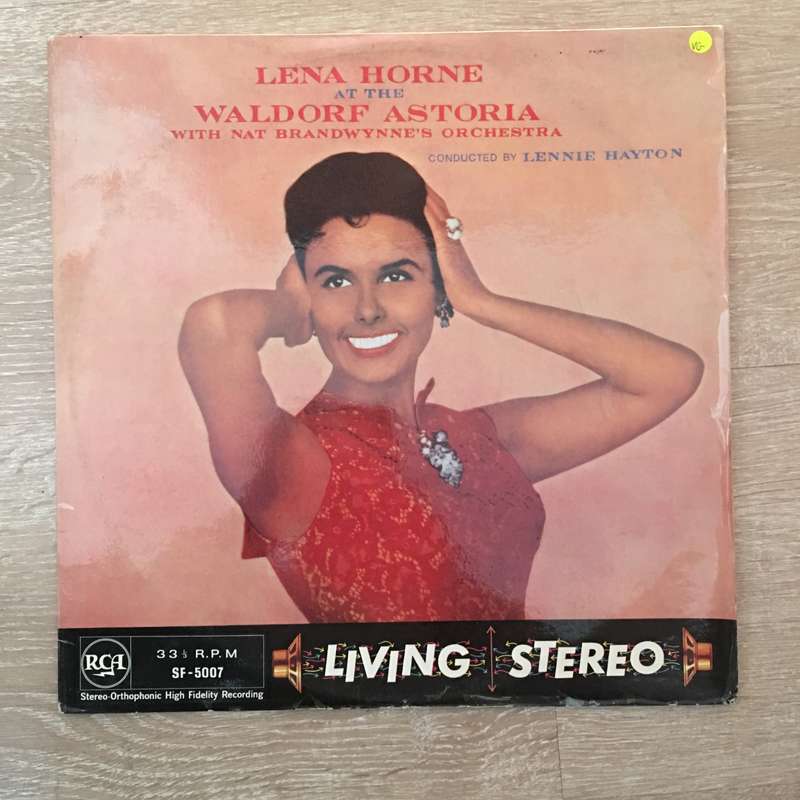 VG-
LENA HORNE
AT THE
WALDORF ASTORIA
WITH NAT BRANDWYNNE'S ORCHESTRA
CONDUCTED BY LENNIE HAYTON
RCA
33⅓ R.P.M
SF-5007
Stereo-Orthophonic High Fidelity Recording
LIVING STEREO